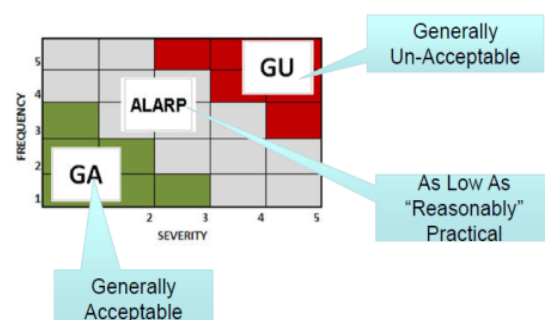 Generally
Un-Acceptable
GU
5
4
ALARP
FREQUENCY
3
2
GA
1
2 3 4 5
SEVERITY
As Low As
“Reasonably”
Practical
Generally
Acceptable